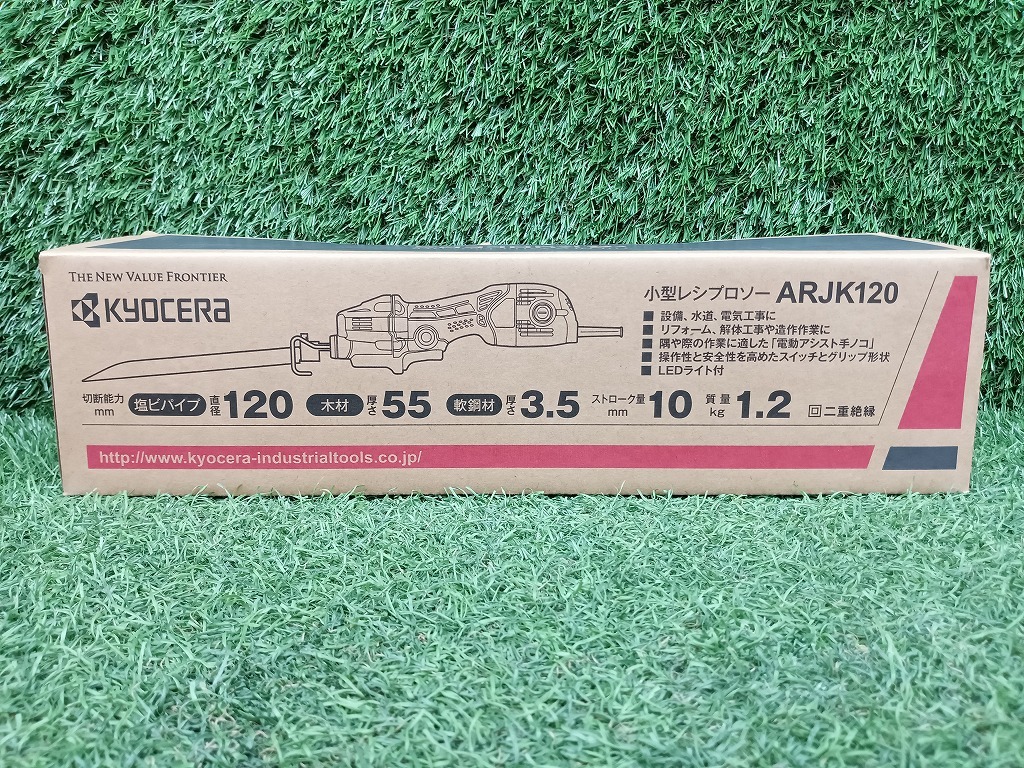 THE NEW VALUE FRONTIER
KYOCERA
小型レシプロソー ARJK120
■ 設備、水道、電気工事に
■ リフォーム、解体工事や造作作業に
■ 隅や際の作業に適した「電動アシスト手ノコ」
■ 操作性と安全性を高めたスイッチとグリップ形状
■ LEDライト付
切断能力 mm 塩ビパイプ 直径 120 木材 厚さ 55 軟鋼材 厚さ 3.5 ストローク量 mm 10 質量 kg 1.2 回二重絶縁
http://www.kyocera-industrialtools.co.jp/